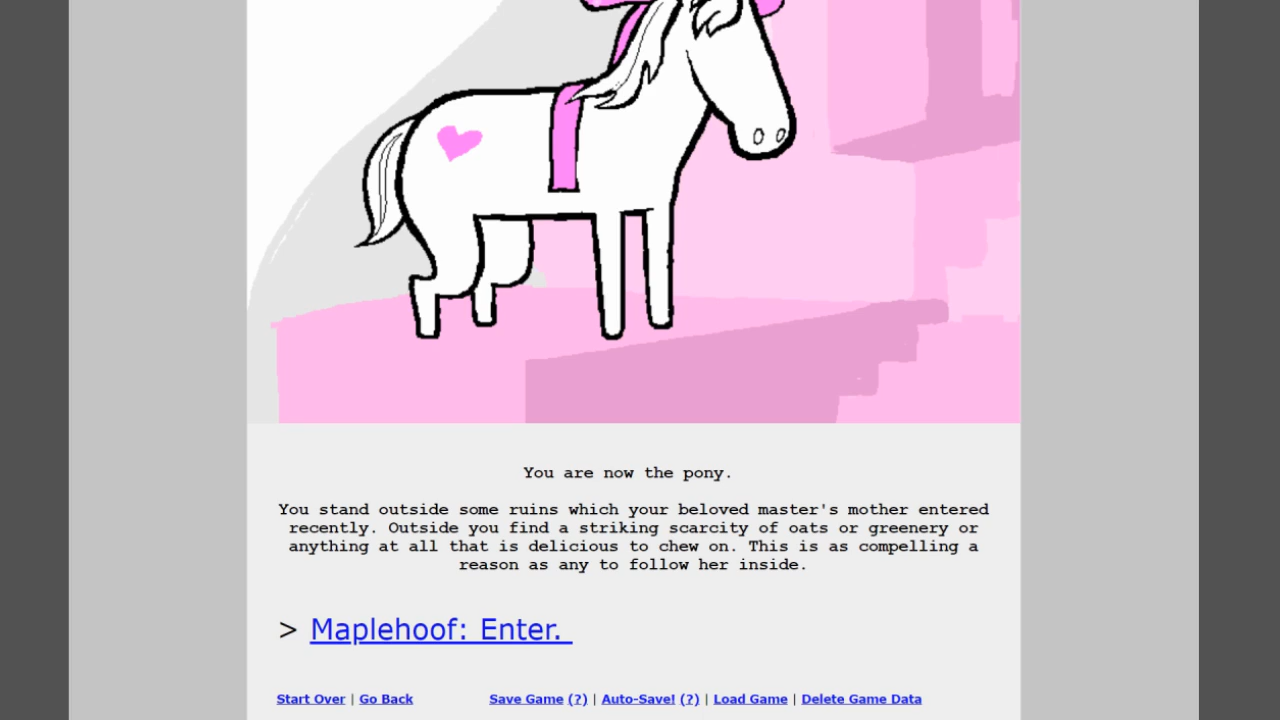 You are now the pony.
You stand outside some ruins which your beloved master's mother entered
recently. Outside you find a striking scarcity of oats or greenery or
anything at all that is delicious to chew on. This is as compelling a
reason as any to follow her inside.
> Maplehoof: Enter.
Start Over | Go Back Save Game (?) | Auto-Save! (?) | Load Game | Delete Game Data